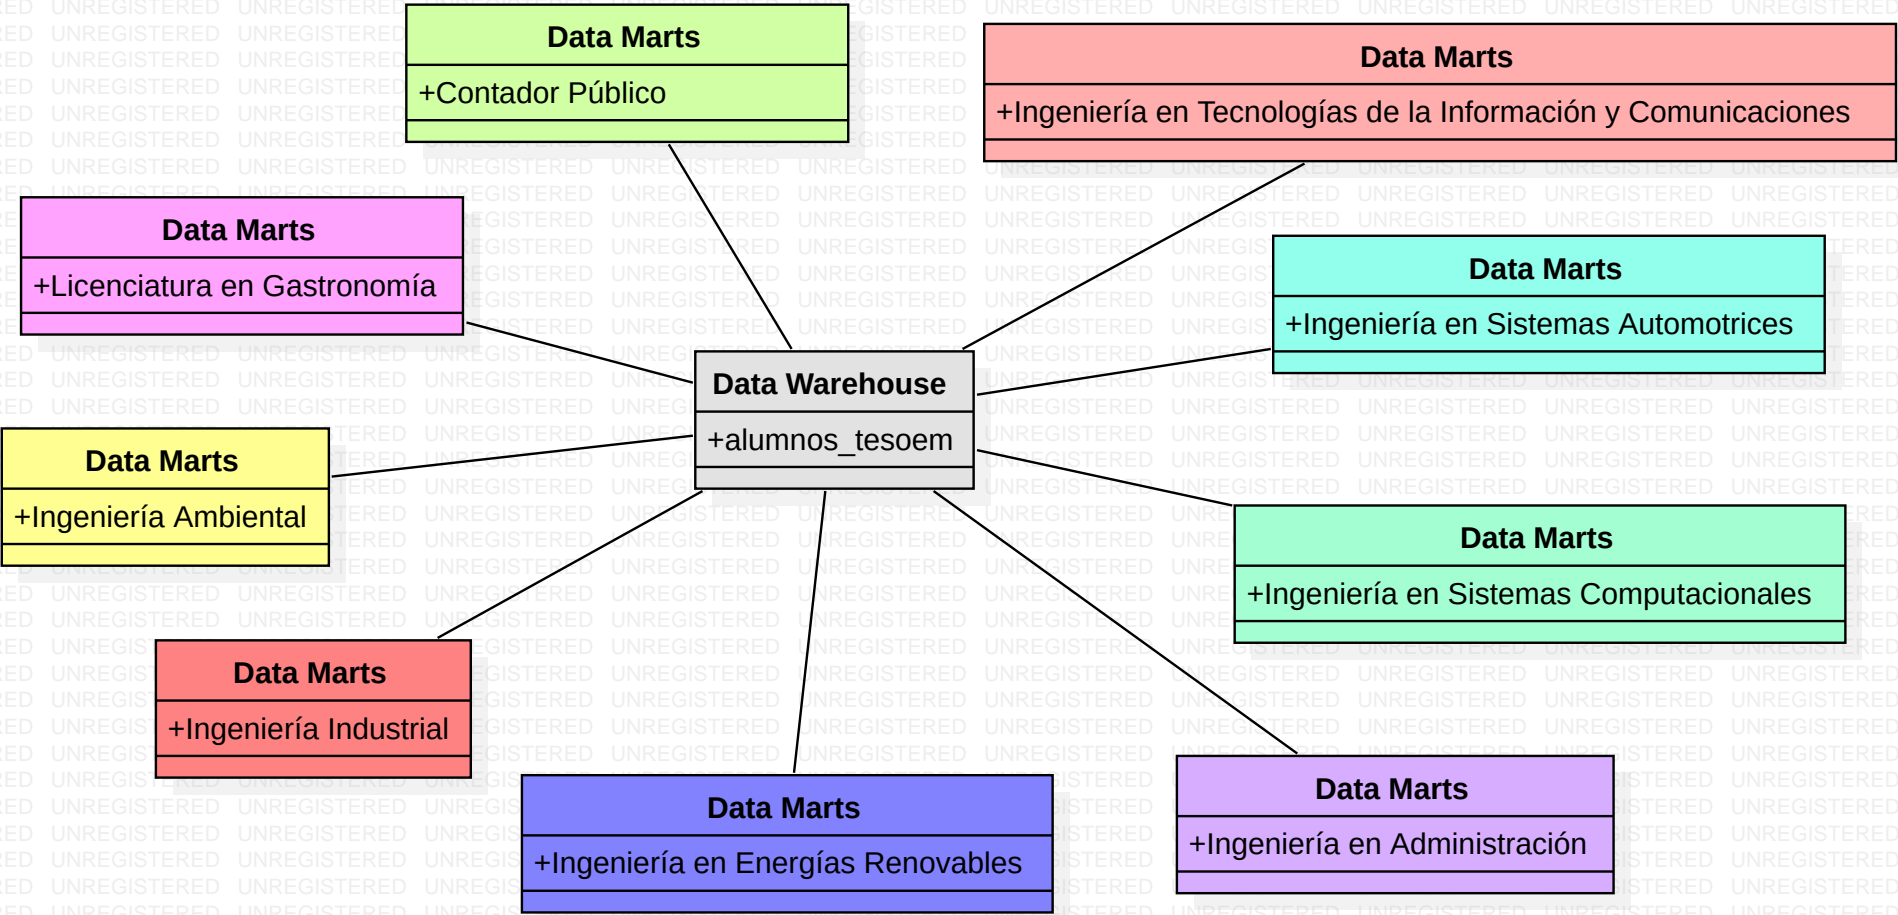 Data Marts
+Contador Público
Data Marts
+Ingeniería en Tecnologías de la Información y Comunicaciones
Data Marts
+Licenciatura en Gastronomía
Data Marts
+Ingeniería en Sistemas Automotrices
Data Warehouse
+alumnos_tesoem
Data Marts
+Ingeniería Ambiental
Data Marts
+Ingeniería en Sistemas Computacionales
Data Marts
+Ingeniería Industrial
Data Marts
+Ingeniería en Energías Renovables
Data Marts
+Ingeniería en Administración
UNREGISTERED